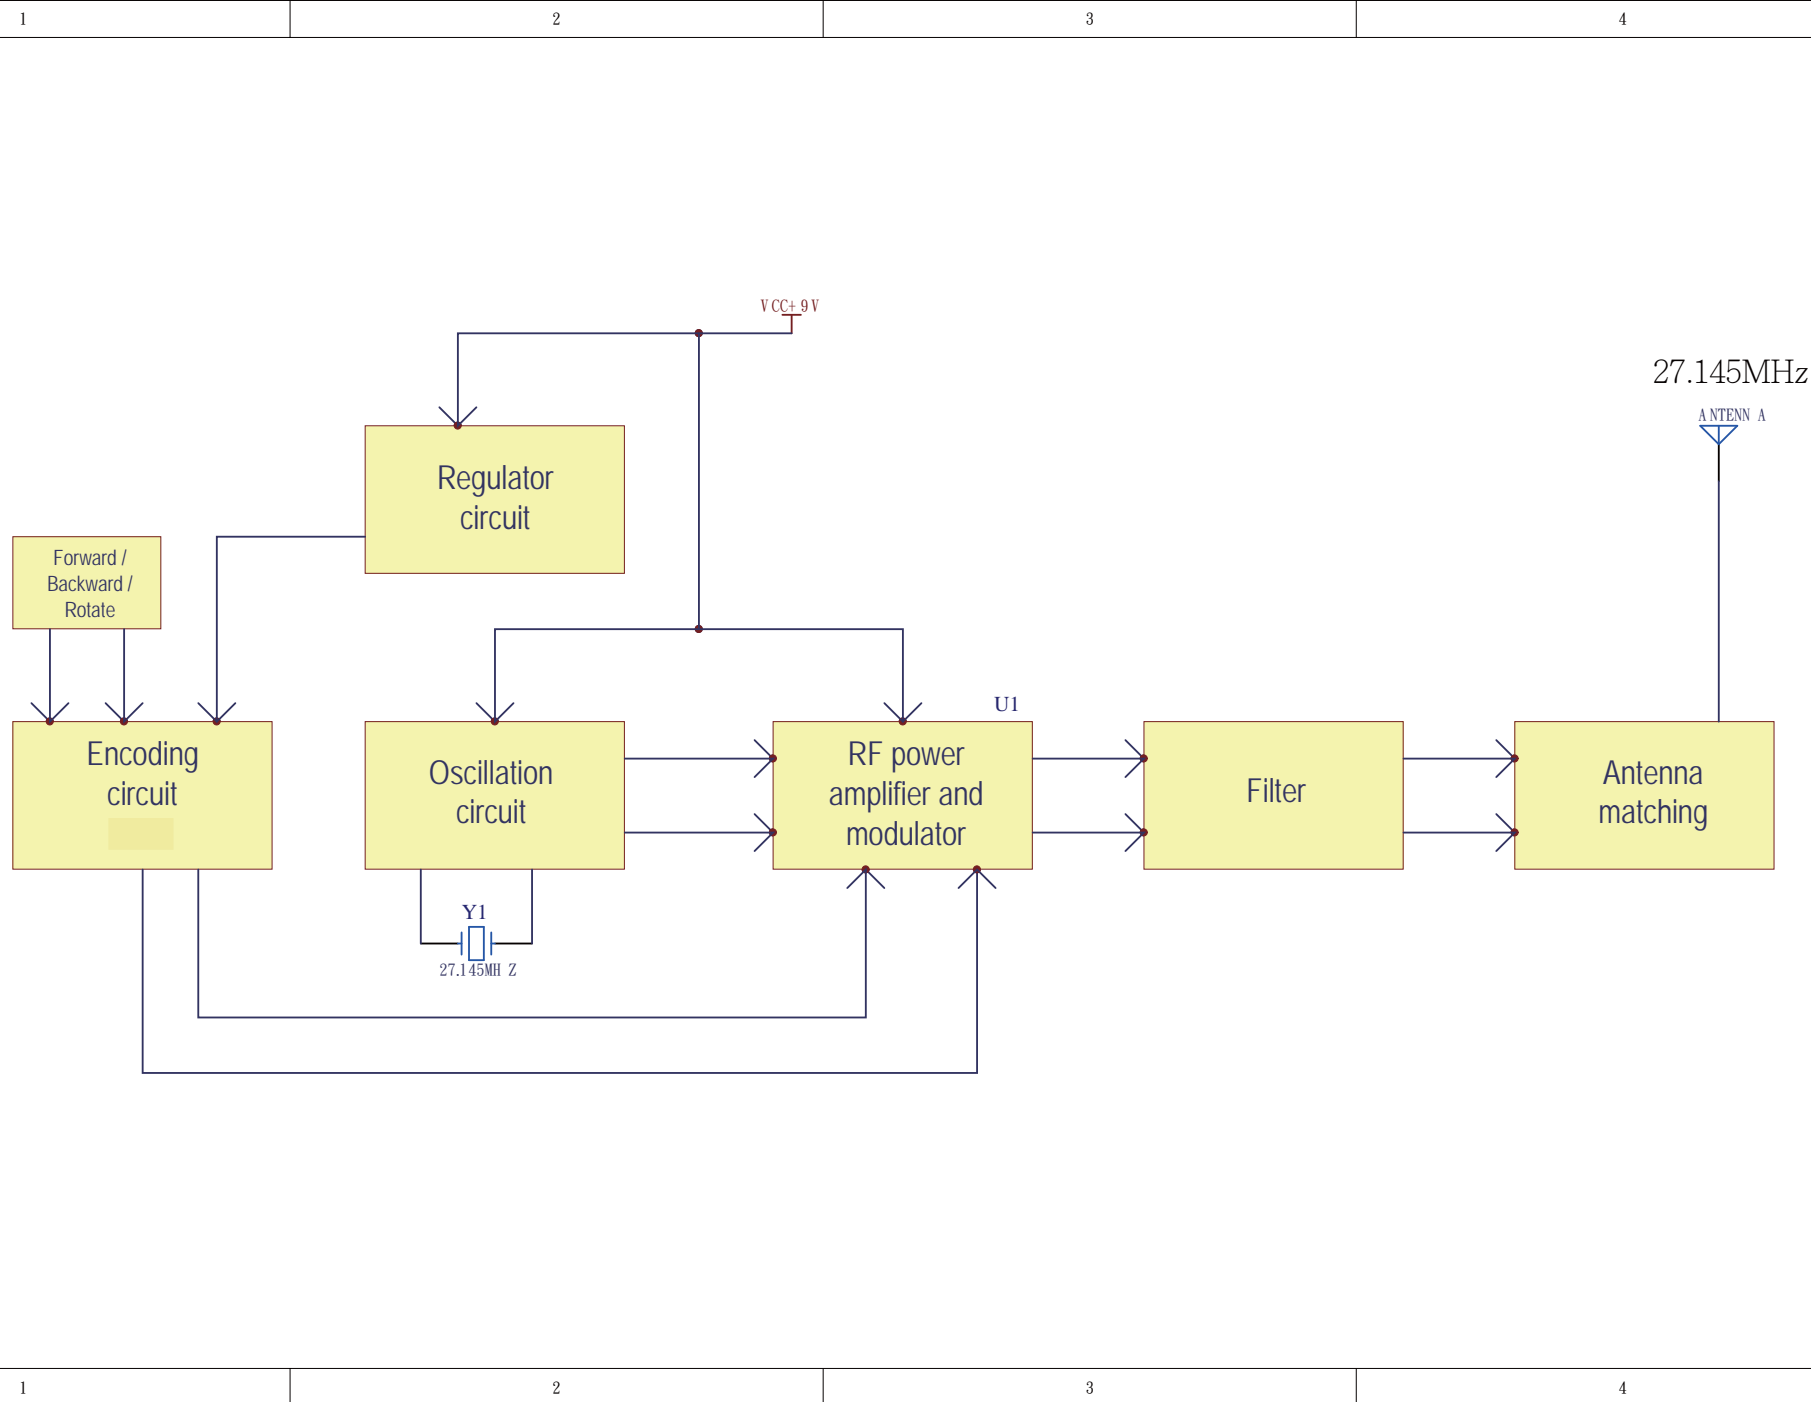 1 2 3 4
VCC+9V
27.145MHz
ANTENNA
Regulator
circuit
Forward /
Backward /
Rotate
U1
Encoding
circuit
Oscillation
circuit
RF power
amplifier and
modulator
Filter
Antenna
matching
Y1
27.145MHZ
1 2 3 4